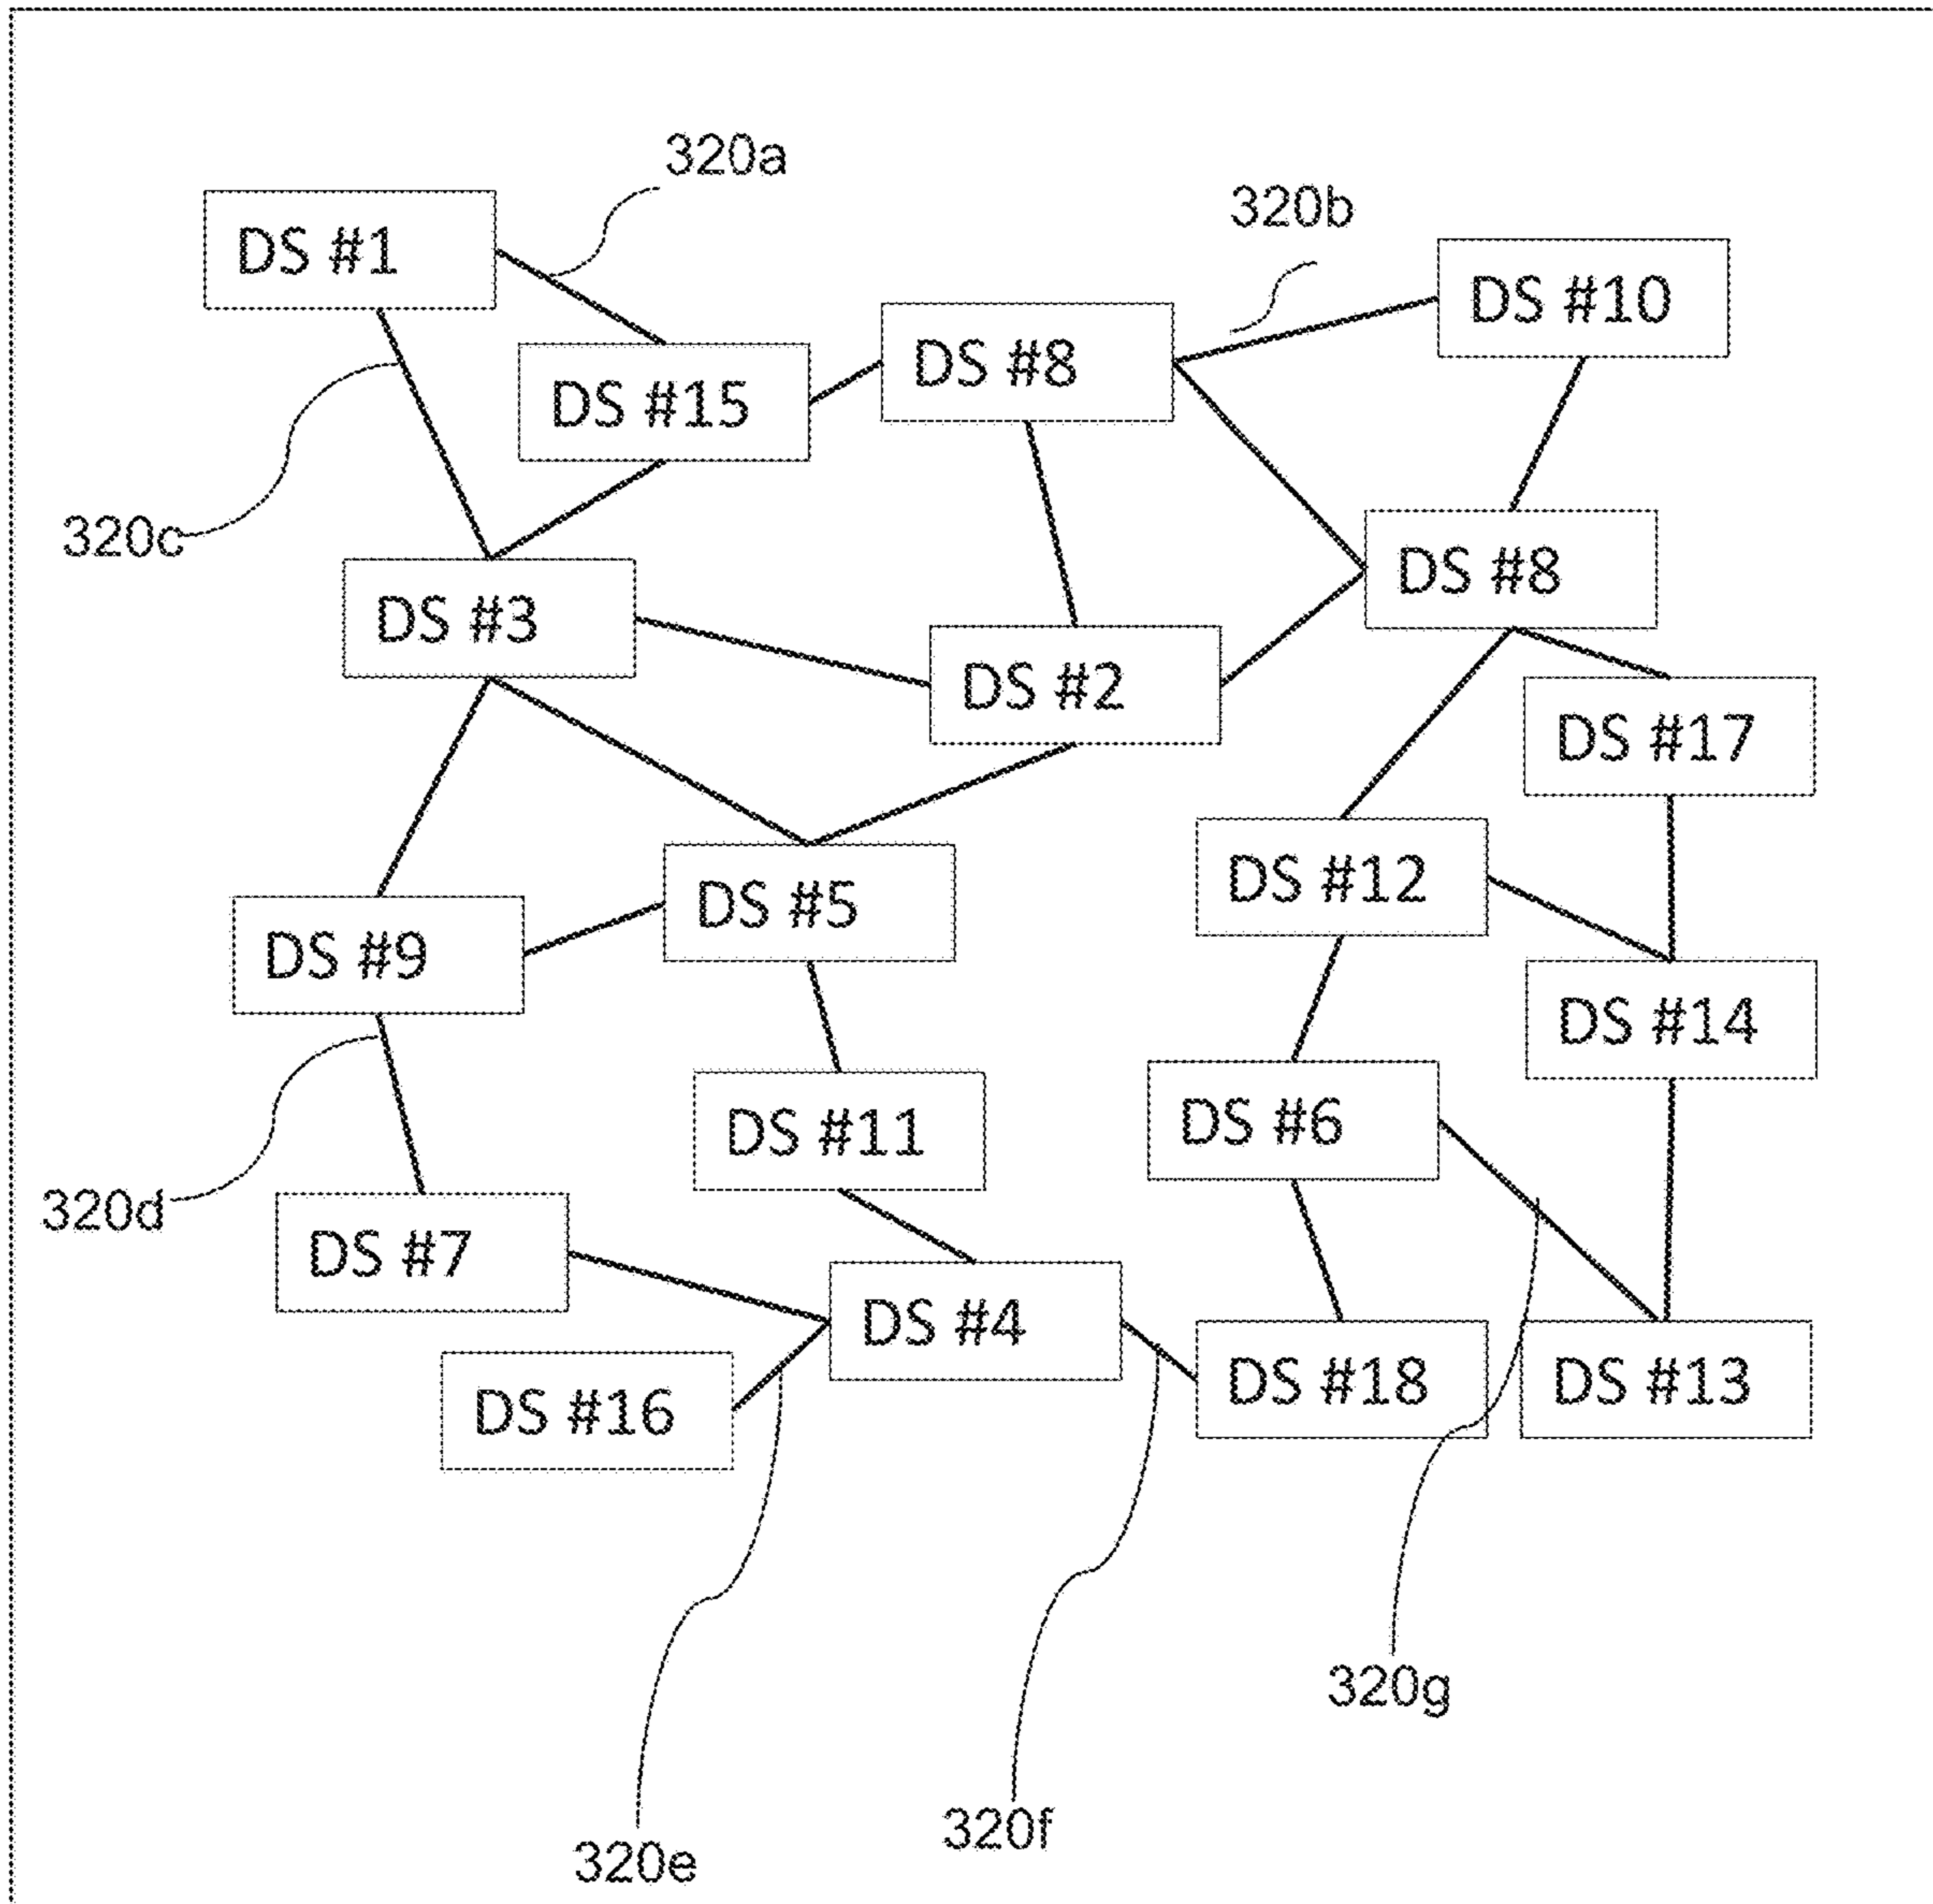 320a
320b
DS #1
DS #10
DS #8
DS #15
320c
DS #8
DS #3
DS #2
DS #17
DS #12
DS #5
DS #9
DS #14
DS #11
DS #6
320d
DS #7
DS #4
DS #18
DS #13
DS #16
320g
320f
320e